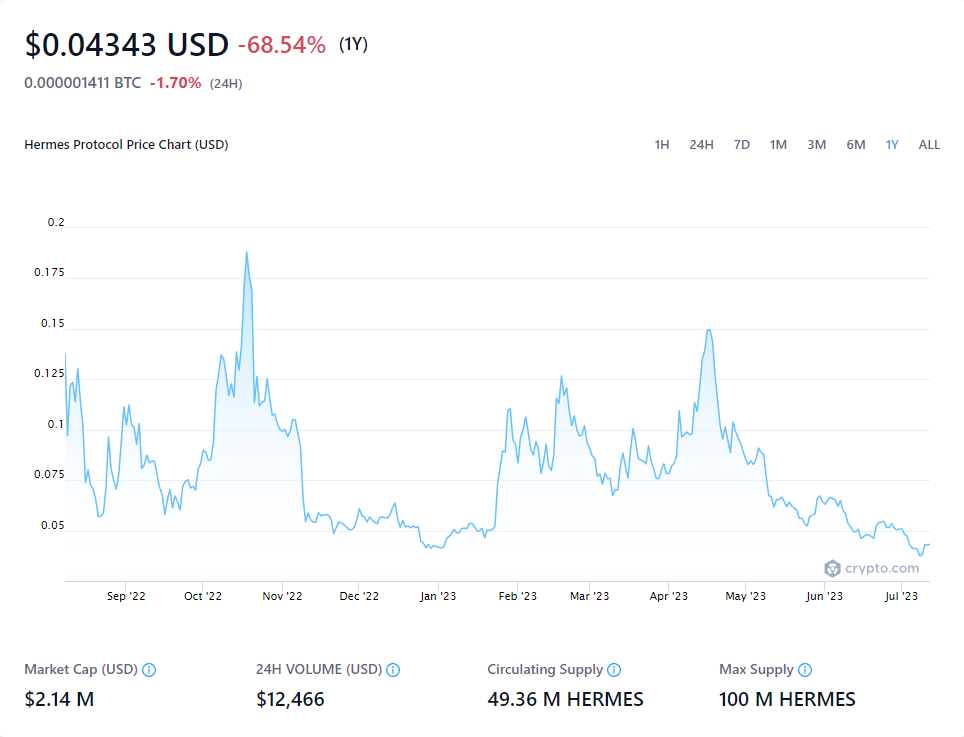 $0.04343 USD -68.54% (1Y)
0.000001411 BTC -1.70% (24H)
Hermes Protocol Price Chart (USD) 1H 24H 7D 1M 3M 6M 1Y ALL
0.2
0.175
0.15
0.125
0.1
0.075
0.05
crypto.com
Sep '22 Oct '22 Nov '22 Dec '22 Jan '23 Feb '23 Mar '23 Apr '23 May '23 Jun '23 Jul '23
Market Cap (USD) 24H VOLUME (USD) Circulating Supply Max Supply
$2.14 M $12,466 49.36 M HERMES 100 M HERMES